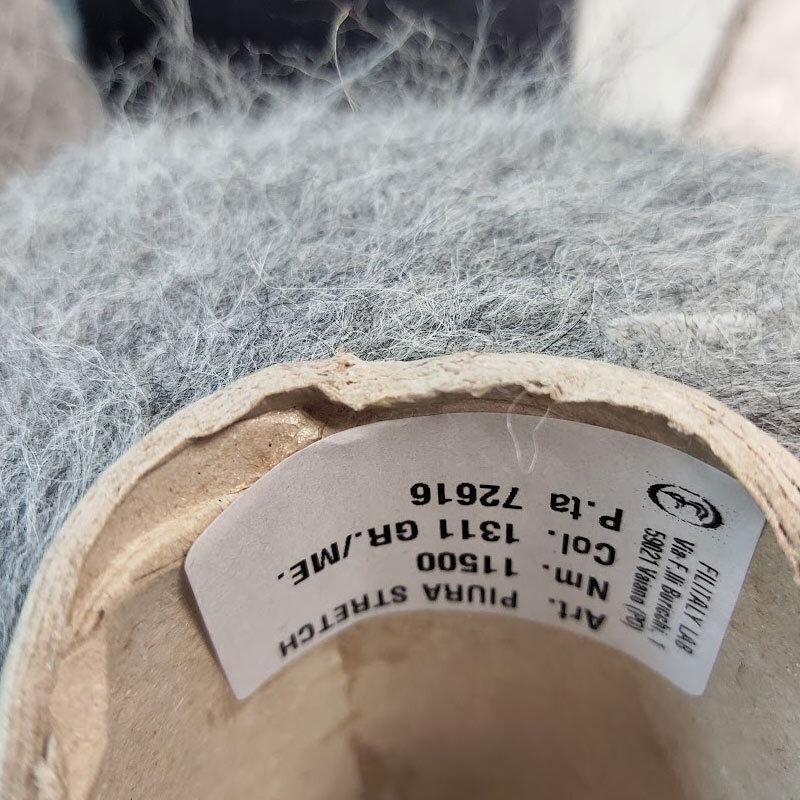 FILITALY LAB
Via F.lli Buricchi, 1
59021 Vaiano (PO)
Art. PIURA STRETCH
Nm. 11500
Col. 1311 GR./ME.
P.ta 72616